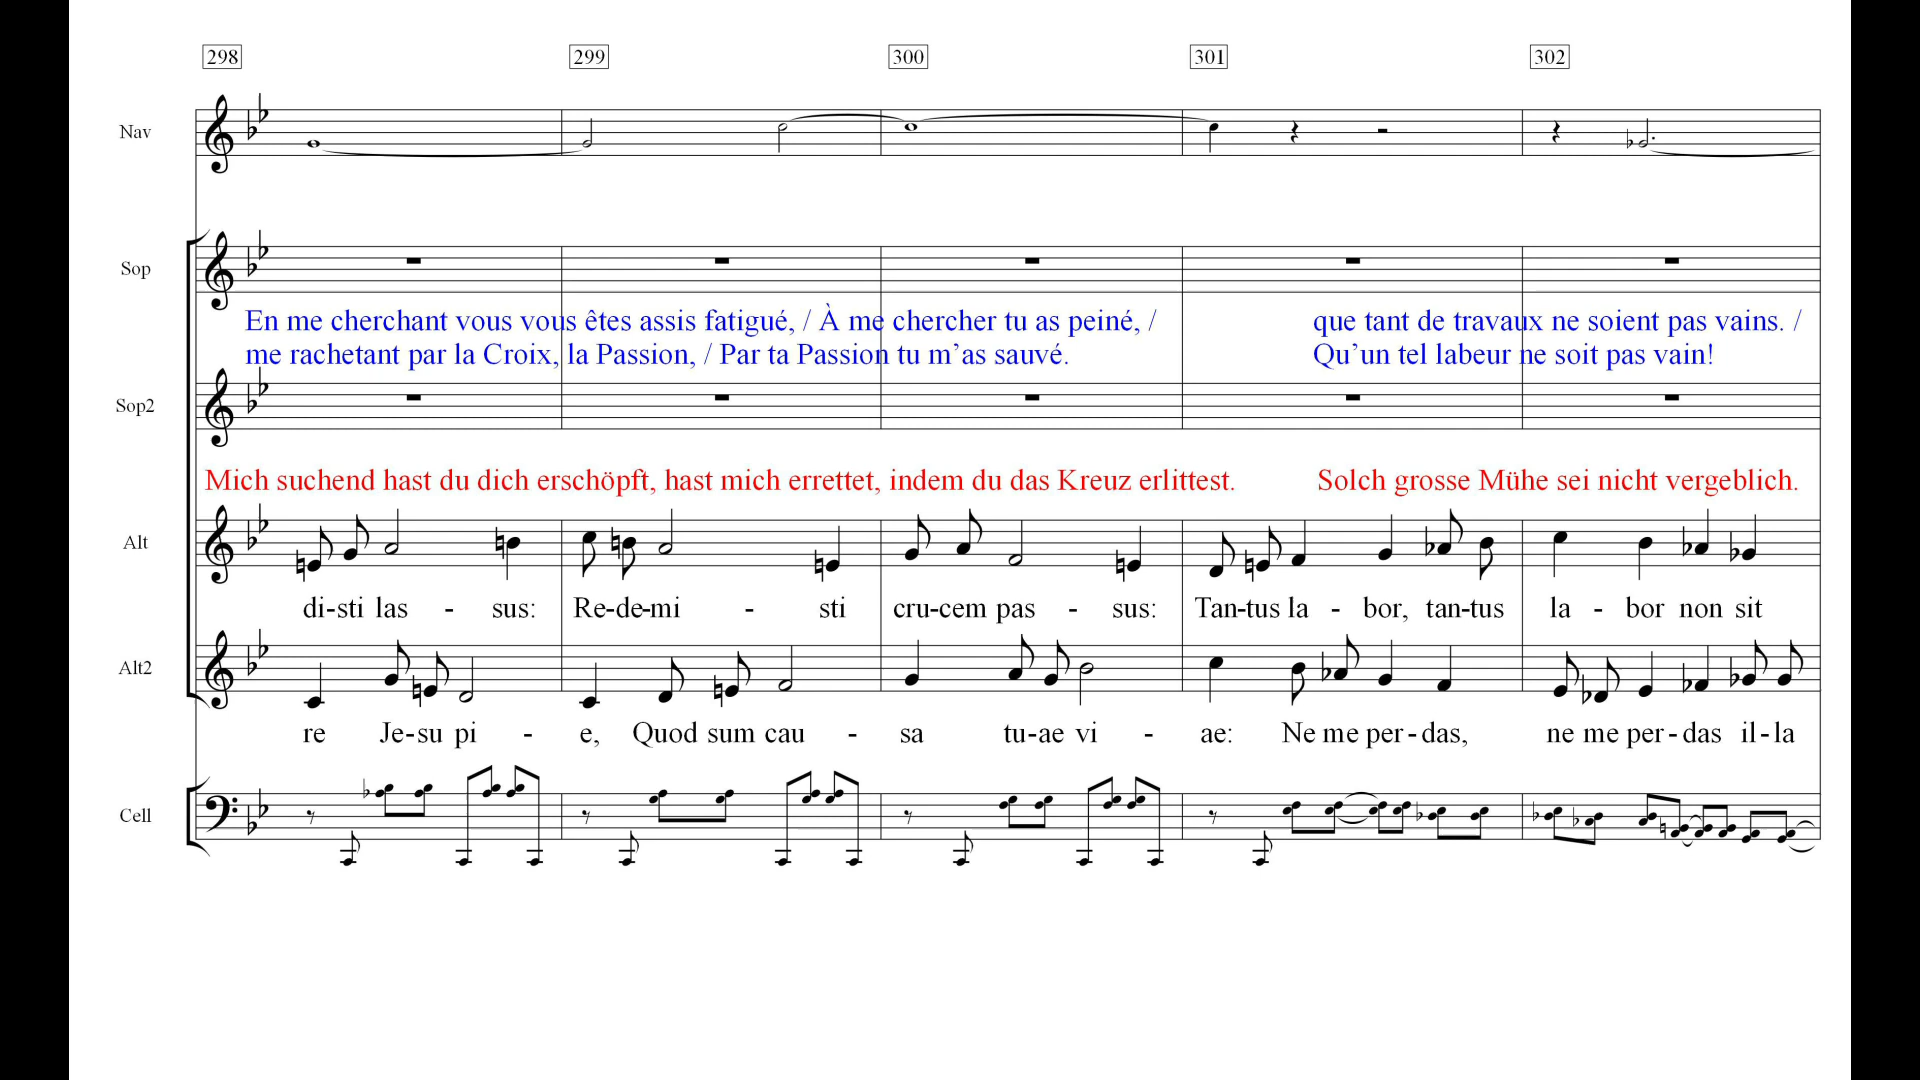 298 299 300 301 302
Nav
Sop
En me cherchant vous vous êtes assis fatigué, / À me chercher tu as peiné, / que tant de travaux ne soient pas vains. /
me rachetant par la Croix, la Passion, / Par ta Passion tu m’as sauvé. Qu’un tel labeur ne soit pas vain!
Sop2
Mich suchend hast du dich erschöpft, hast mich errettet, indem du das Kreuz erlittest. Solch grosse Mühe sei nicht vergeblich.
Alt
di-sti las - sus: Re-de-mi - sti cru-cem pas - sus: Tan-tus la - bor, tan-tus la - bor non sit
Alt2
re Je-su pi - e, Quod sum cau - sa tu-ae vi - ae: Ne me per-das, ne me per-das il-la
Cell